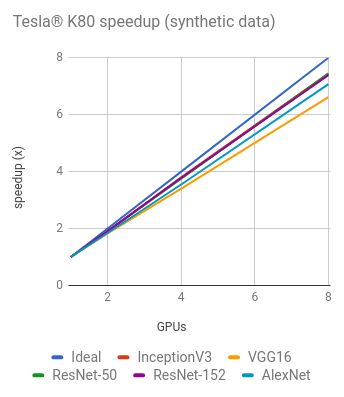 Tesla® K80 speedup (synthetic data)
8
6
4
2
0
speedup (x)
2 4 6 8
GPUs
Ideal InceptionV3 VGG16
ResNet-50 ResNet-152 AlexNet